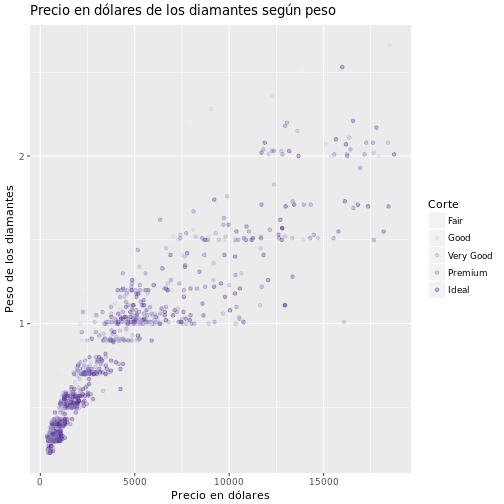 Precio en dólares de los diamantes según peso
Peso de los diamantes
2
1
0
5000
10000
15000
Precio en dólares
Corte
Fair
Good
Very Good
Premium
Ideal